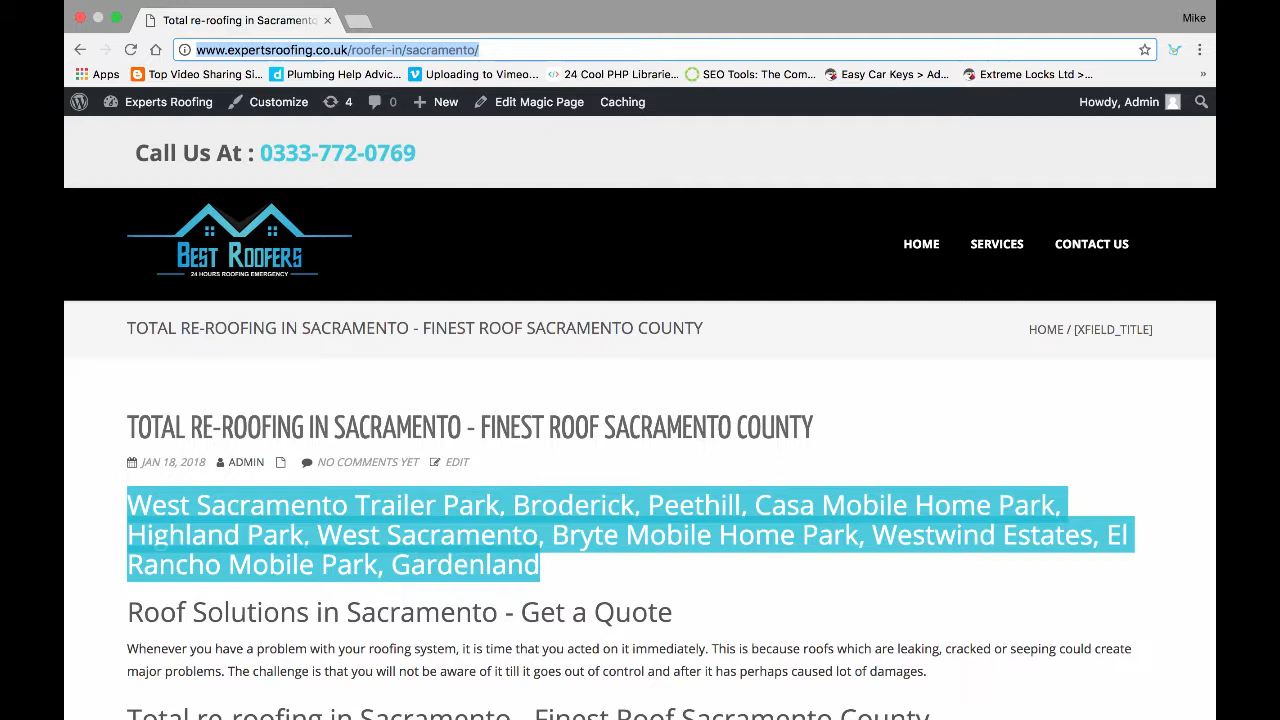 Total re-roofing in Sacramento
Mike
www.expertsroofing.co.uk/roofer-in/sacramento/
Apps Top Video Sharing Si... Plumbing Help Advic... Uploading to Vimeo... 24 Cool PHP Librarie... SEO Tools: The Com... Easy Car Keys > Ad... Extreme Locks Ltd >... »
Experts Roofing Customize 4 0 New Edit Magic Page Caching Howdy, Admin
Call Us At : 0333-772-0769
BEST ROOFERS
24 HOURS ROOFING EMERGENCY
HOME SERVICES CONTACT US
TOTAL RE-ROOFING IN SACRAMENTO - FINEST ROOF SACRAMENTO COUNTY
HOME / [XFIELD_TITLE]
TOTAL RE-ROOFING IN SACRAMENTO - FINEST ROOF SACRAMENTO COUNTY
JAN 18, 2018 ADMIN NO COMMENTS YET EDIT
West Sacramento Trailer Park, Broderick, Peethill, Casa Mobile Home Park,
Highland Park, West Sacramento, Bryte Mobile Home Park, Westwind Estates, El
Rancho Mobile Park, Gardenland
Roof Solutions in Sacramento - Get a Quote
Whenever you have a problem with your roofing system, it is time that you acted on it immediately. This is because roofs which are leaking, cracked or seeping could create
major problems. The challenge is that you will not be aware of it till it goes out of control and after it has perhaps caused lot of damages.
Total re-roofing in Sacramento - Finest Roof Sacramento County